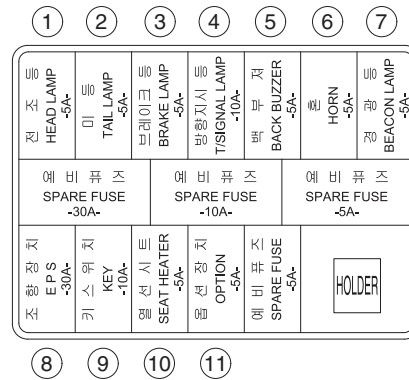 ① ② ③ ④ ⑤ ⑥ ⑦
전 조 등
HEAD LAMP
-5A-
미 등
TAIL LAMP
-5A-
브레이크 등
BRAKE LAMP
-5A-
방향지시 등
T/SIGNAL LAMP
-10A-
백 부 져
BACK BUZZER
-5A-
혼
HORN
-5A-
경 광 등
BEACON LAMP
-5A-
예 비 퓨 즈
SPARE FUSE
-30A-
예 비 퓨 즈
SPARE FUSE
-10A-
예 비 퓨 즈
SPARE FUSE
-5A-
조 향 장 치
E P S
-30A-
키 스 위 치
KEY
-10A-
열 선 시 트
SEAT HEATER
-5A-
옵 션 장 치
OPTION
-5A-
예 비 퓨 즈
SPARE FUSE
-5A-
HOLDER
⑧ ⑨ ⑩ ⑪